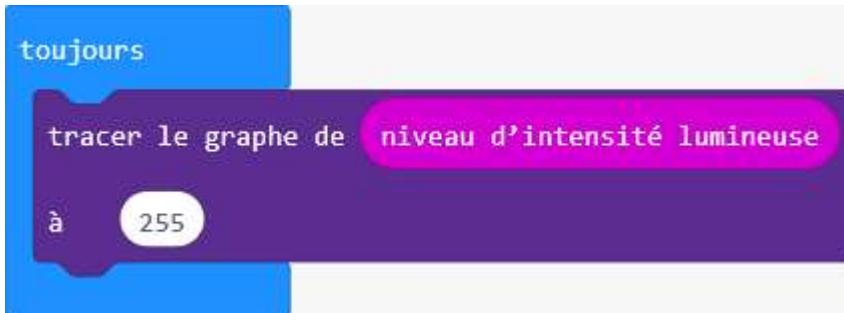 toujours
tracer le graphe de niveau d’intensité lumineuse
à 255